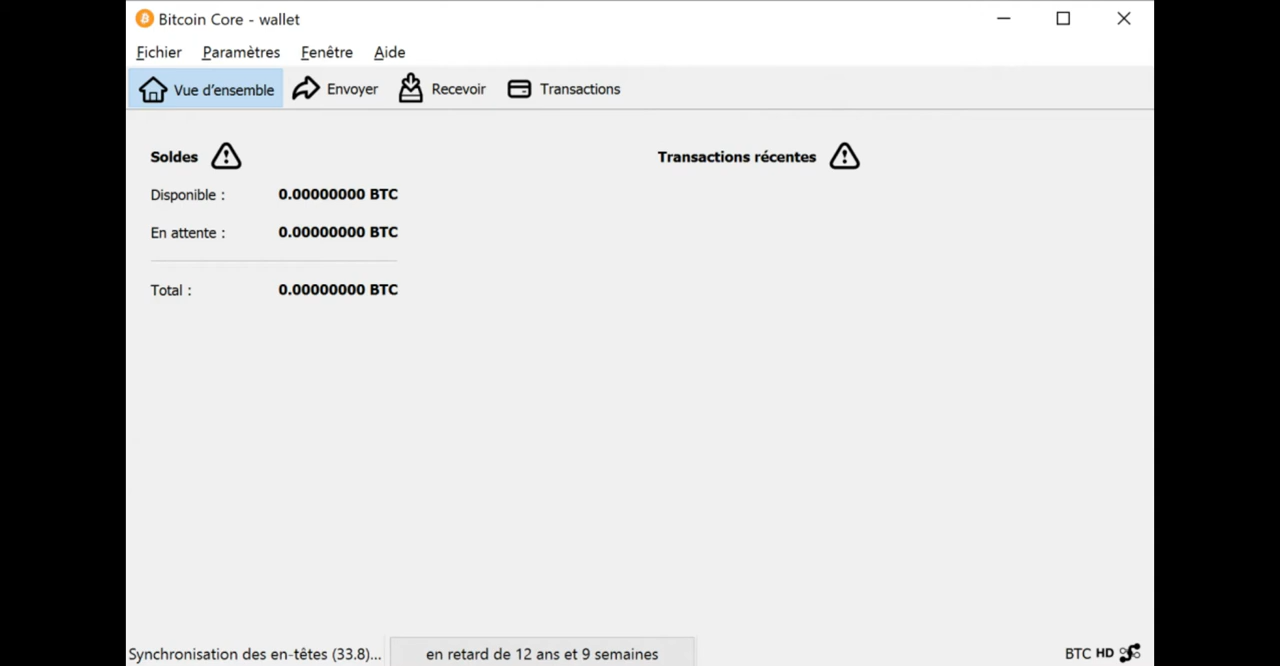 Bitcoin Core - wallet
Fichier Paramètres Fenêtre Aide
Vue d’ensemble Envoyer Recevoir Transactions
Soldes Transactions récentes
Disponible : 0.00000000 BTC
En attente : 0.00000000 BTC
Total : 0.00000000 BTC
Synchronisation des en-têtes (33.8)... en retard de 12 ans et 9 semaines BTC HD